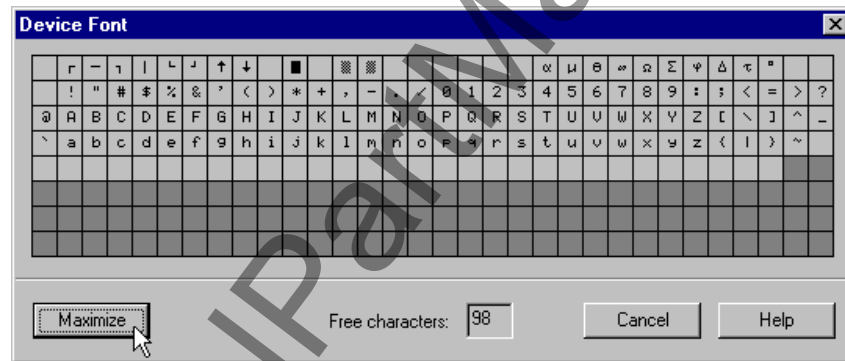 Device Font
┌ ─ ┐ | └ ┘ ↑ ↓ ■ ▒ ▒ α μ θ ∞ Ω Σ φ Δ τ
! " # $ % & ' ( ) * + , - . / 0 1 2 3 4 5 6 7 8 9 : ; < = > ?
@ A B C D E F G H I J K L M N O P Q R S T U V W X Y Z [ \ ] ^ _
` a b c d e f g h i j k l m n o p q r s t u v w x y z { | } ~
Maximize Free characters: 98 Cancel Help